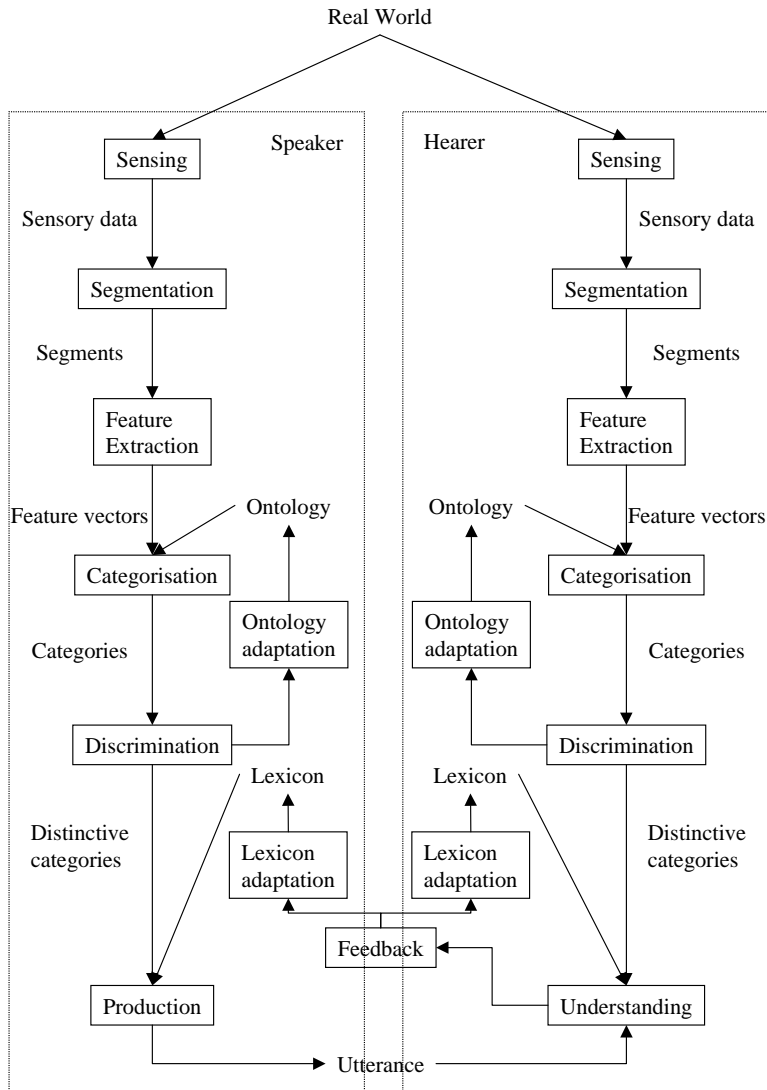 Real World
Speaker
Hearer
Sensing
Sensing
Sensory data
Sensory data
Segmentation
Segmentation
Segments
Segments
Feature
Extraction
Feature
Extraction
Feature vectors
Ontology
Ontology
Feature vectors
Categorisation
Categorisation
Ontology
adaptation
Ontology
adaptation
Categories
Categories
Discrimination
Discrimination
Lexicon
Lexicon
Distinctive
categories
Lexicon
adaptation
Lexicon
adaptation
Distinctive
categories
Feedback
Production
Understanding
Utterance